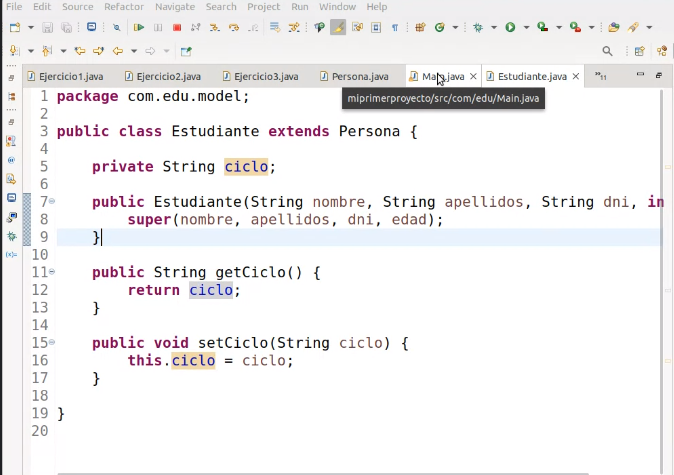 File Edit Source Refactor Navigate Search Project Run Window Help
Ejercicio1.java Ejercicio2.java Ejercicio3.java Persona.java Main.java Estudiante.java »11
miprimerproyecto/src/com/edu/Main.java
1 package com.edu.model;
2
3 public class Estudiante extends Persona {
4
5 private String ciclo;
6
7 public Estudiante(String nombre, String apellidos, String dni, in
8 super(nombre, apellidos, dni, edad);
9 }
10
11 public String getCiclo() {
12 return ciclo;
13 }
14
15 public void setCiclo(String ciclo) {
16 this.ciclo = ciclo;
17 }
18
19 }
20